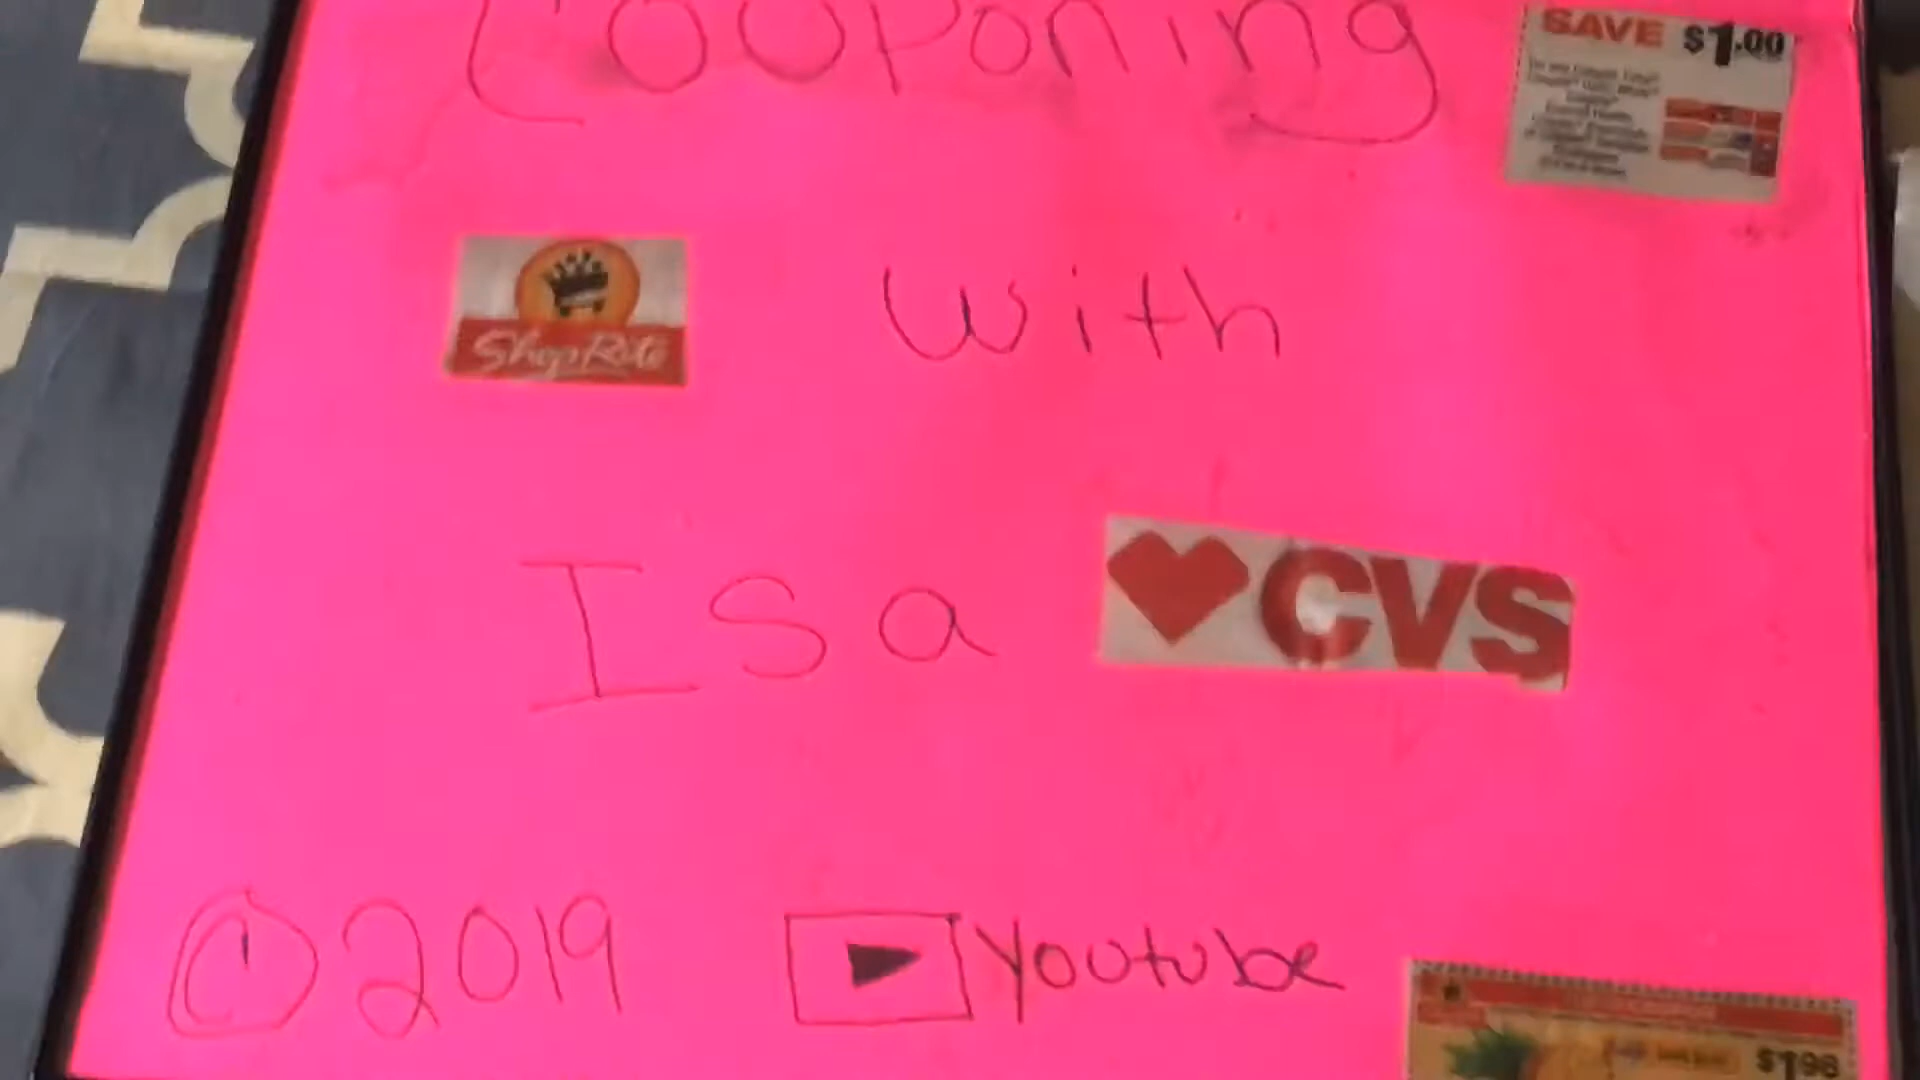 Couponing
SAVE $1.00
ShopRite
with
Isa
CVS
©2019
Youtube
$1.98